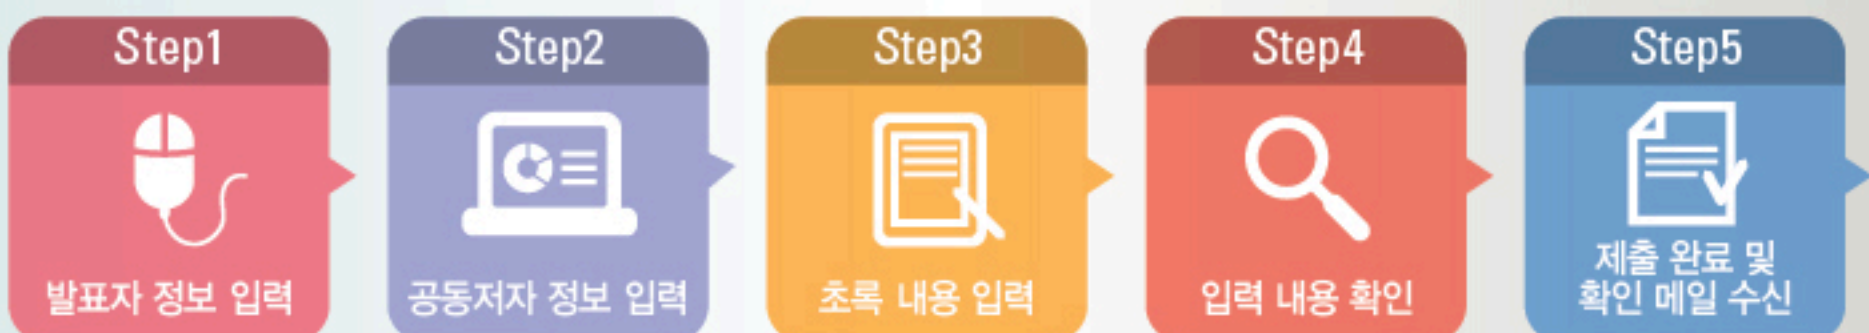 Step1
발표자 정보 입력
Step2
공동저자 정보 입력
Step3
초록 내용 입력
Step4
입력 내용 확인
Step5
제출 완료 및
확인 메일 수신